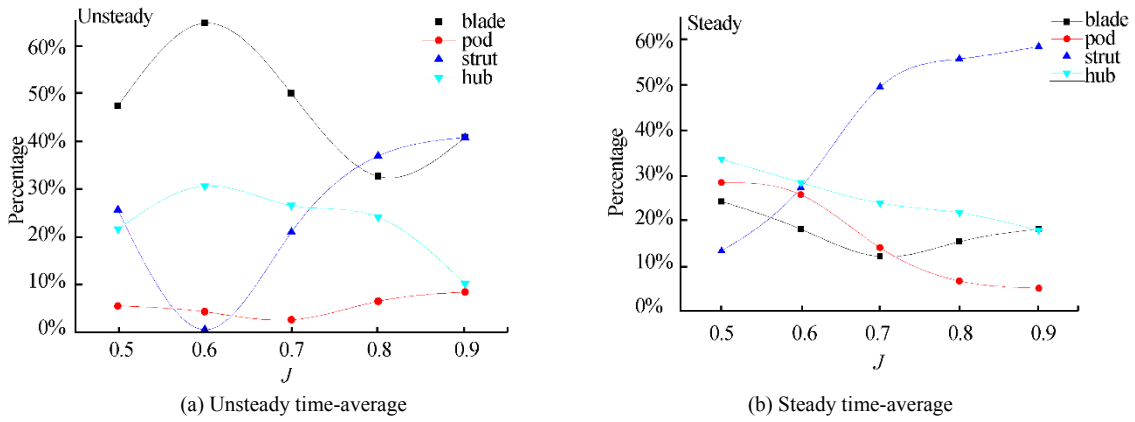 Unsteady
blade
pod
strut
hub
60%
50%
40%
30%
20%
10%
0%
Percentage
0.5 0.6 0.7 0.8 0.9
J
(a) Unsteady time-average
Steady
blade
pod
strut
hub
60%
50%
40%
30%
20%
10%
0%
Percentage
0.5 0.6 0.7 0.8 0.9
J
(b) Steady time-average